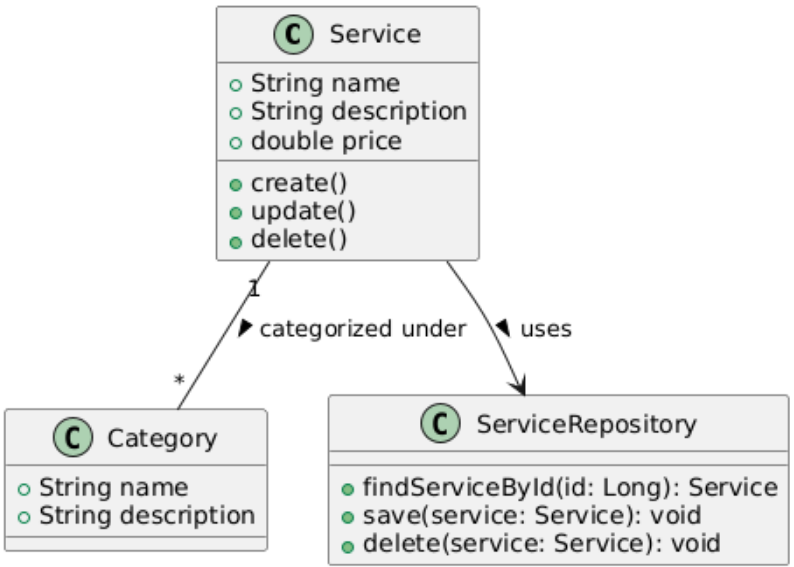 C Service
String name
String description
double price
create()
update()
delete()
1
categorized under
uses
*
C Category
String name
String description
C ServiceRepository
findServiceById(id: Long): Service
save(service: Service): void
delete(service: Service): void